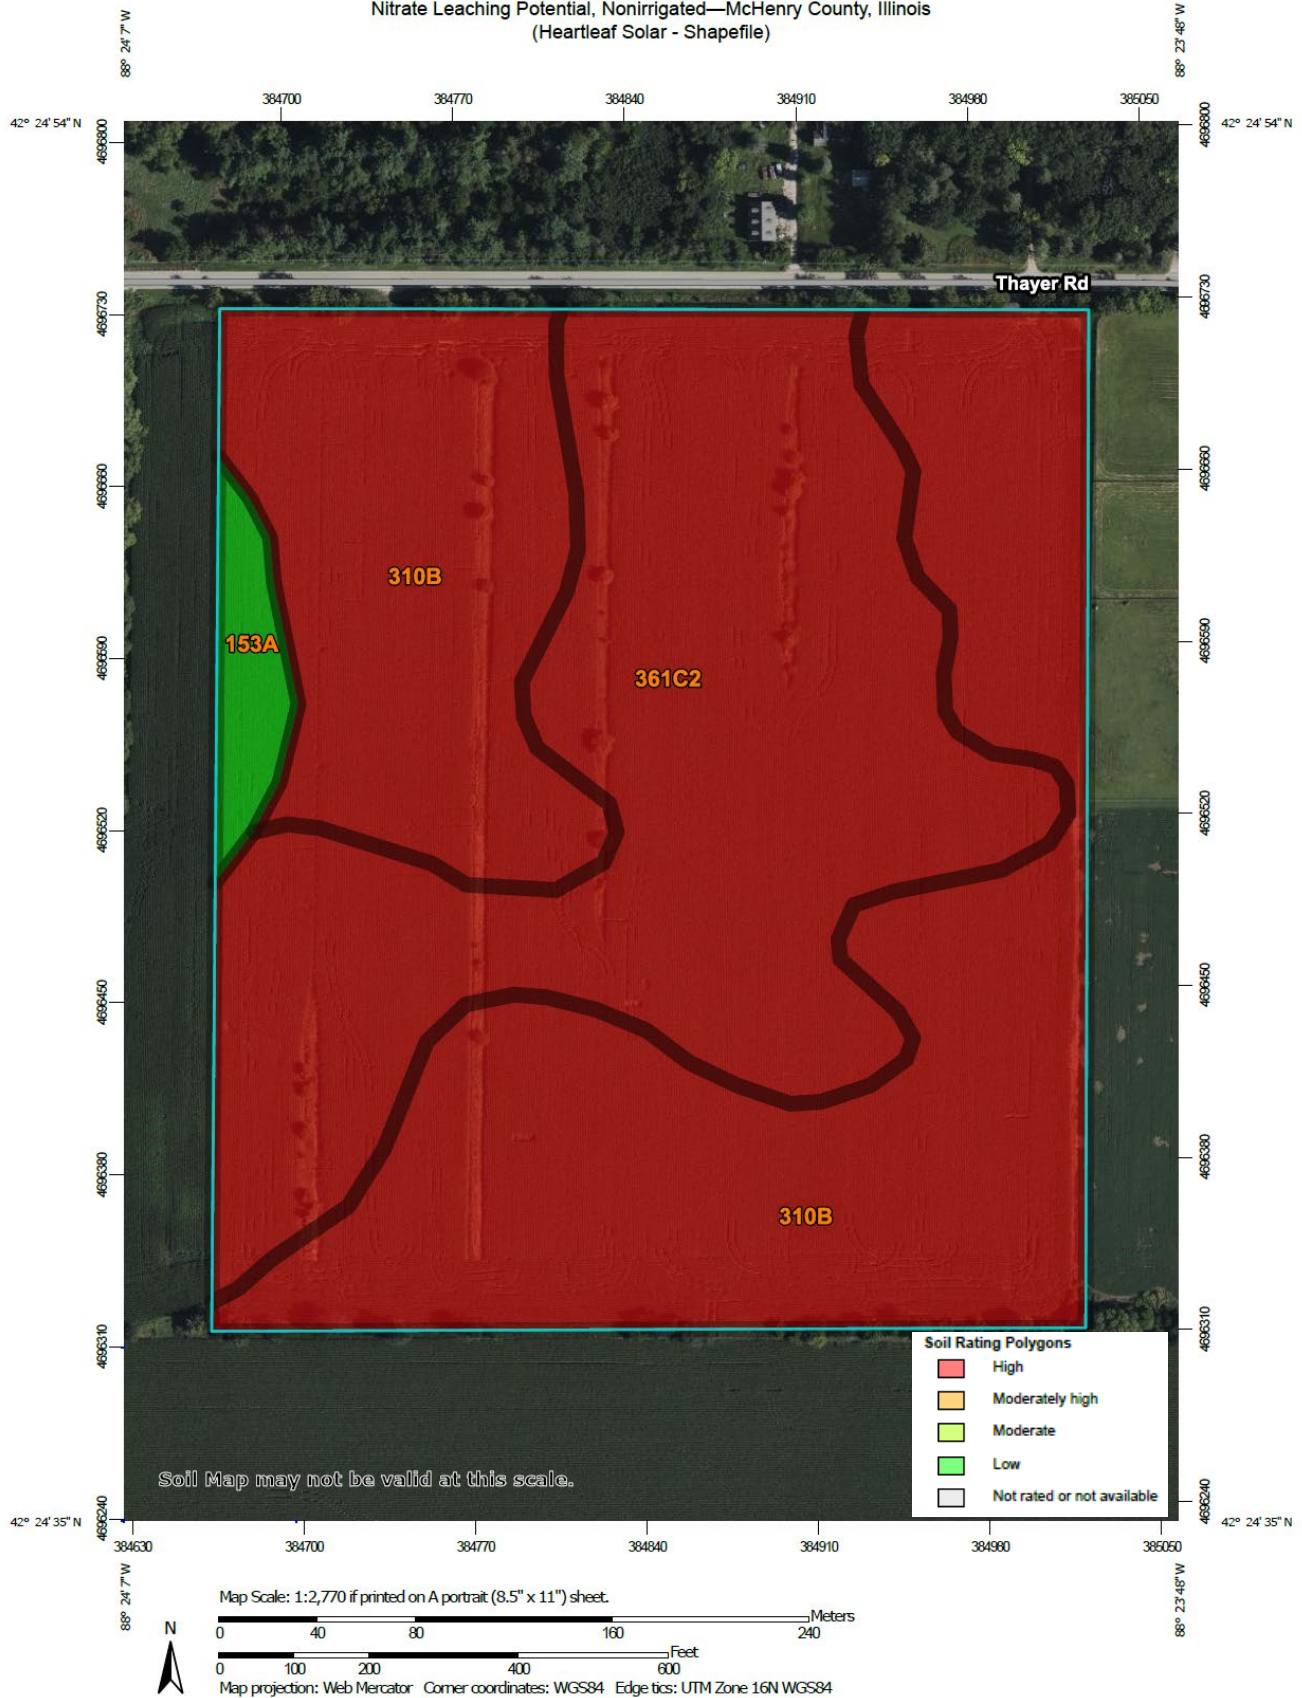 Nitrate Leaching Potential, Nonirrigated—McHenry County, Illinois
(Heartleaf Solar - Shapefile)
88° 24' 7" W
88° 23' 48" W
384700
384770
384840
384910
384980
385050
42° 24' 54" N
42° 24' 54" N
4696800
4696730
4696660
4696590
4696520
4696450
4696380
4696310
4696240
4696800
4696730
4696660
4696590
4696520
4696450
4696380
4696310
4696240
Thayer Rd
310B
153A
361C2
310B
Soil Rating Polygons
High
Moderately high
Moderate
Low
Not rated or not available
Soil Map may not be valid at this scale.
42° 24' 35" N
42° 24' 35" N
384630
384700
384770
384840
384910
384980
385050
88° 24' 7" W
88° 23' 48" W
Map Scale: 1:2,770 if printed on A portrait (8.5" x 11") sheet.
N
Meters
0 40 80 160 240
Feet
0 100 200 400 600
Map projection: Web Mercator Corner coordinates: WGS84 Edge tics: UTM Zone 16N WGS84